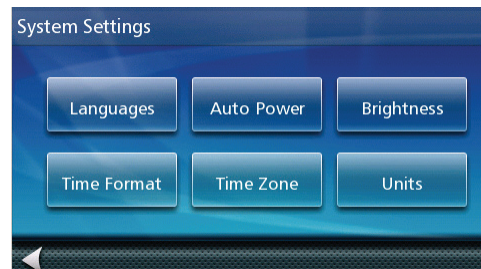 System Settings
Languages
Auto Power
Brightness
Time Format
Time Zone
Units